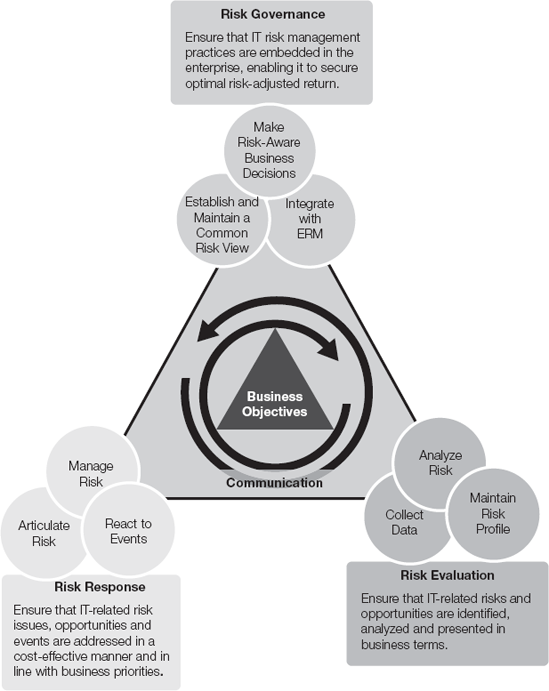 Risk Governance
Ensure that IT risk management
practices are embedded in the
enterprise, enabling it to secure
optimal risk-adjusted return.
Make
Risk-Aware
Business
Decisions
Establish and
Maintain a
Common
Risk View
Integrate
with
ERM
Business
Objectives
Communication
Manage
Risk
Articulate
Risk
React to
Events
Risk Response
Ensure that IT-related risk
issues, opportunities and
events are addressed in a
cost-effective manner and in
line with business priorities.
Analyze
Risk
Collect
Data
Maintain
Risk
Profile
Risk Evaluation
Ensure that IT-related risks and
opportunities are identified,
analyzed and presented in
business terms.